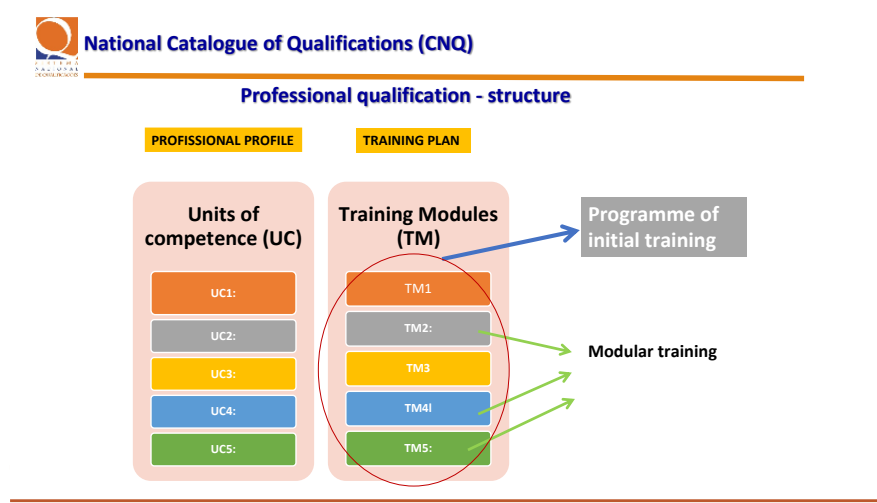 National Catalogue of Qualifications (CNQ)
Professional qualification - structure
PROFISSIONAL PROFILE
TRAINING PLAN
Units of
competence (UC)
UC1:
UC2:
UC3:
UC4:
UC5:
Training Modules
(TM)
TM1
TM2:
TM3
TM4l
TM5:
Programme of
initial training
Modular training